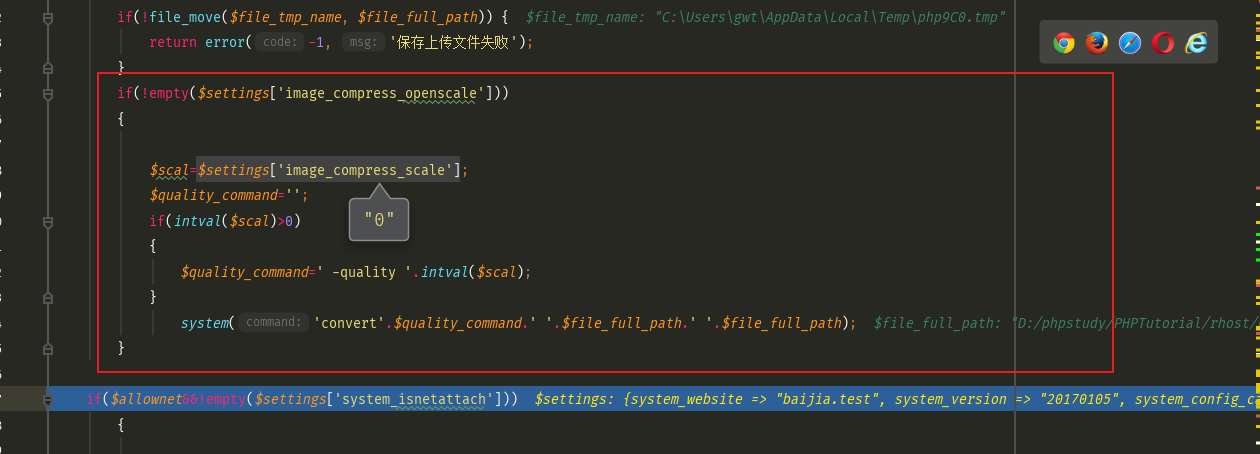 if(!file_move($file_tmp_name, $file_full_path)) { $file_tmp_name: "C:\Users\gwt\AppData\Local\Temp\php9C0.tmp"
return error( code: -1, msg: '保存上传文件失败');
}
if(!empty($settings['image_compress_openscale']))
{
$scal=$settings['image_compress_scale'];
$quality_command='';
"0"
if(intval($scal)>0)
{
$quality_command=' -quality '.intval($scal);
}
system( command: 'convert'.$quality_command.' '.$file_full_path.' '.$file_full_path); $file_full_path: "D:/phpstudy/PHPTutorial/rhost/
}
if($allownet&&!empty($settings['system_isnetattach'])) $settings: {system_website => "baijia.test", system_version => "20170105", system_config_c
{